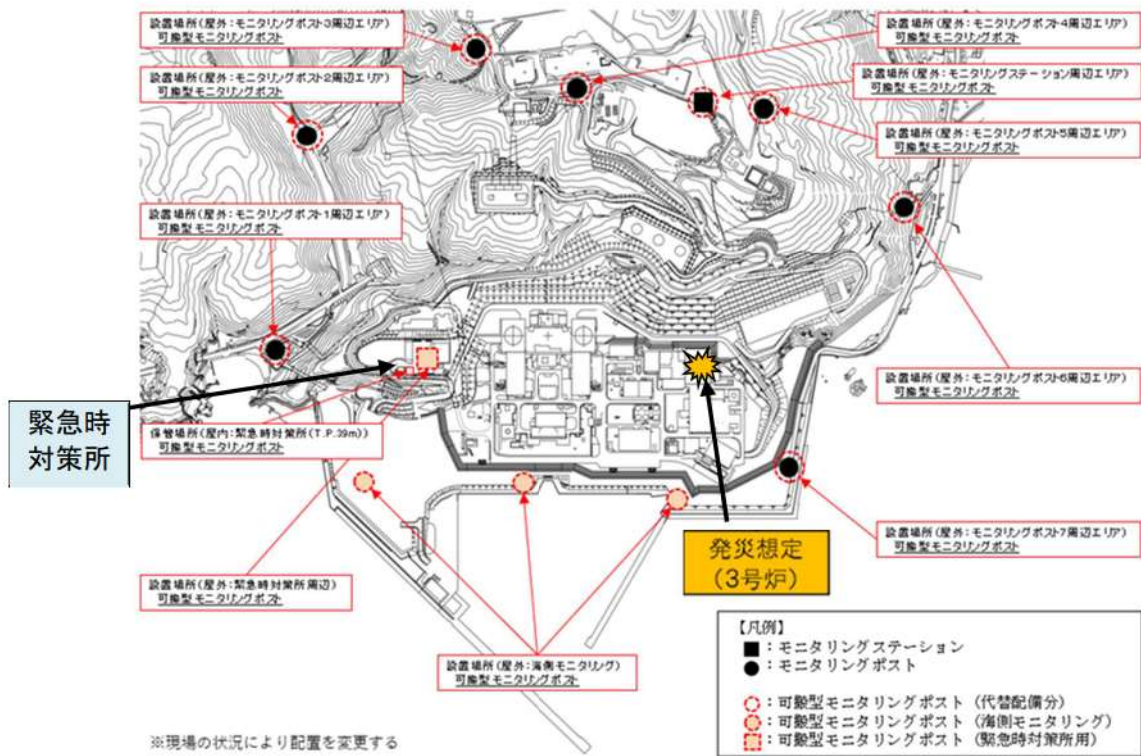 設置場所(屋外:モニタリングポスト3周辺エリア)
可搬型モニタリングポスト
設置場所(屋外:モニタリングポスト2周辺エリア)
可搬型モニタリングポスト
設置場所(屋外:モニタリングポスト1周辺エリア)
可搬型モニタリングポスト
設置場所(屋外:モニタリングポスト4周辺エリア)
可搬型モニタリングポスト
設置場所(屋外:モニタリングステーション周辺エリア)
可搬型モニタリングポスト
設置場所(屋外:モニタリングポスト5周辺エリア)
可搬型モニタリングポスト
設置場所(屋外:モニタリングポスト6周辺エリア)
可搬型モニタリングポスト
緊急時
対策所
保管場所(屋内:緊急時対策所(T.P.39m))
可搬型モニタリングポスト
発災想定
(3号炉)
設置場所(屋外:モニタリングポスト7周辺エリア)
可搬型モニタリングポスト
設置場所(屋外:緊急時対策所周辺)
可搬型モニタリングポスト
設置場所(屋外:海側モニタリング)
可搬型モニタリングポスト
【凡例】
■:モニタリングステーション
●:モニタリングポスト
:可搬型モニタリングポスト(代替配備分)
:可搬型モニタリングポスト(海側モニタリング)
:可搬型モニタリングポスト(緊急時対策所用)
※現場の状況により配置を変更する